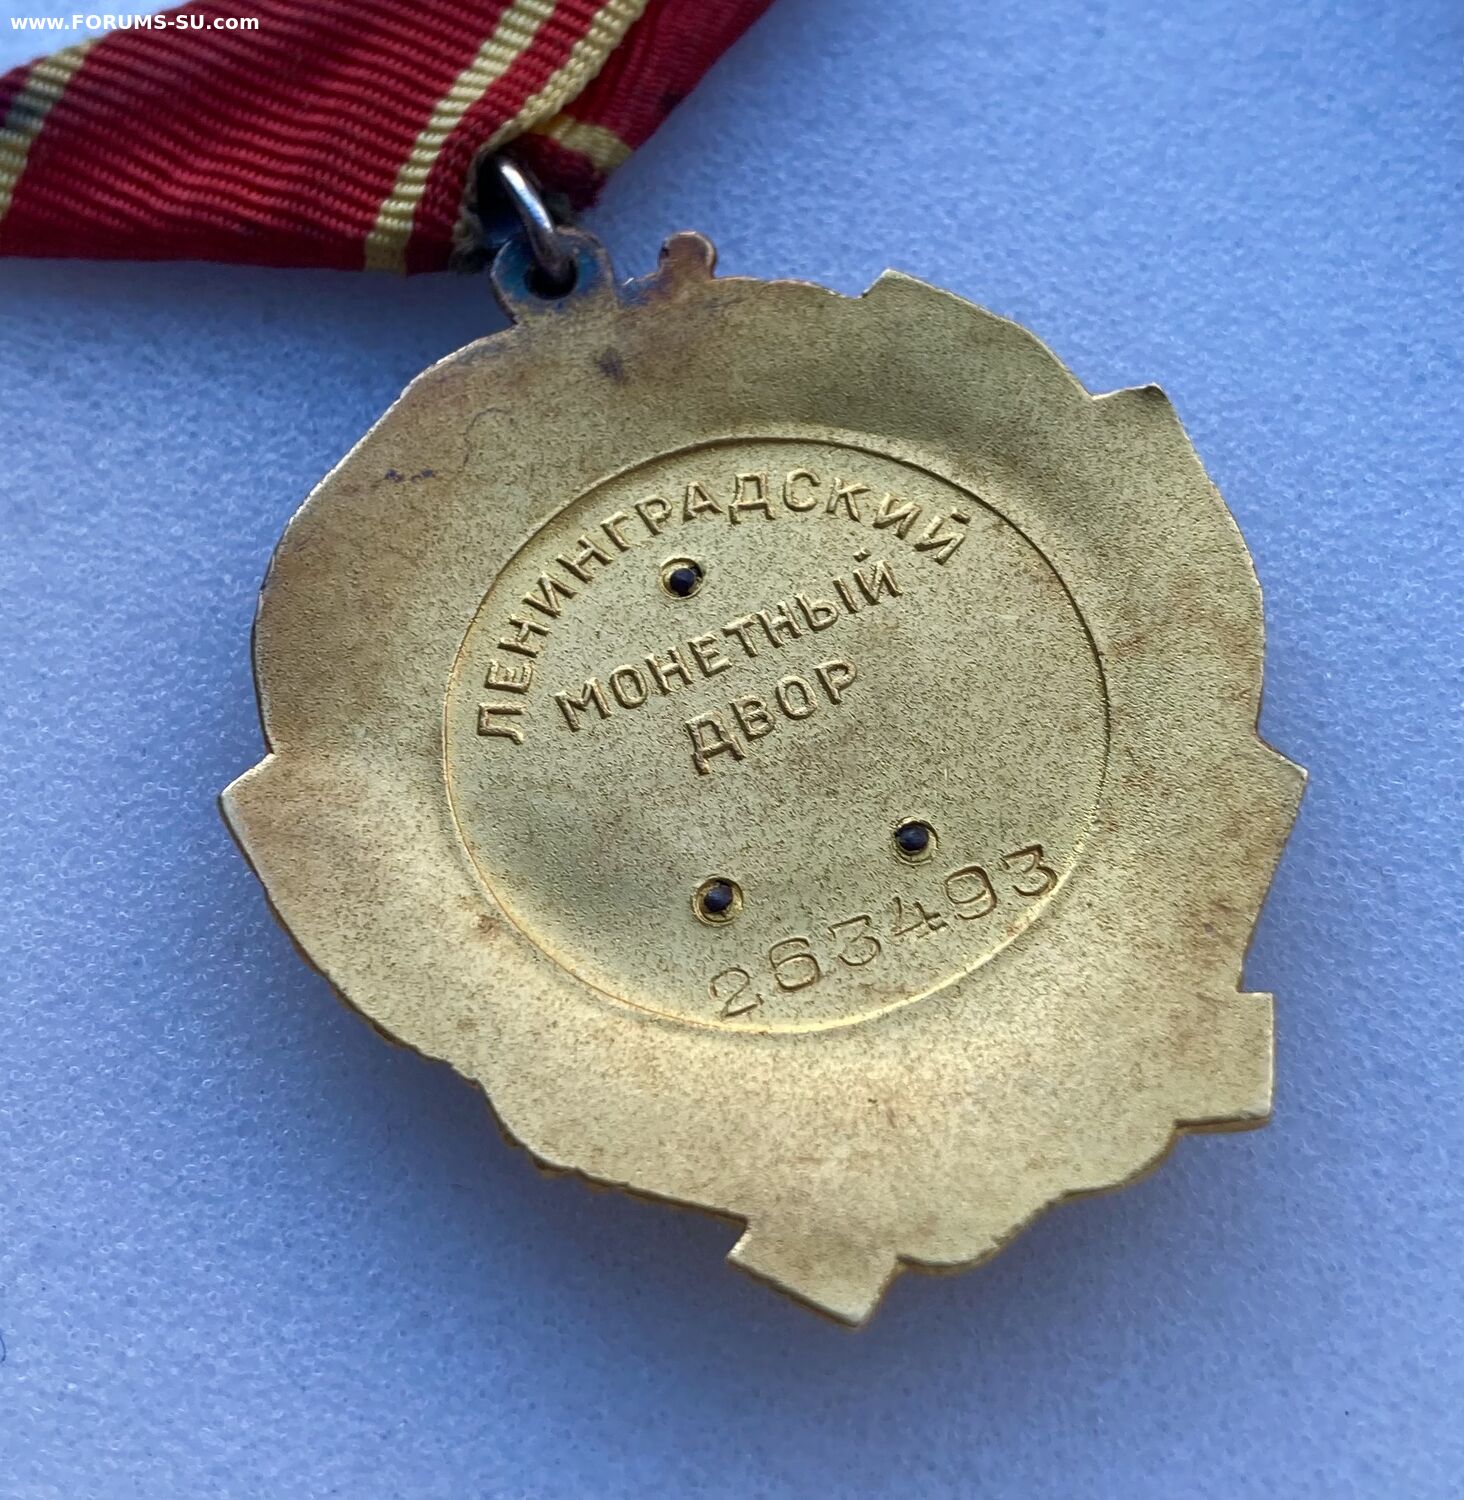 www.FORUMS-SU.com
ЛЕНИНГРАДСКИЙ
МОНЕТНЫЙ
ДВОР
263493